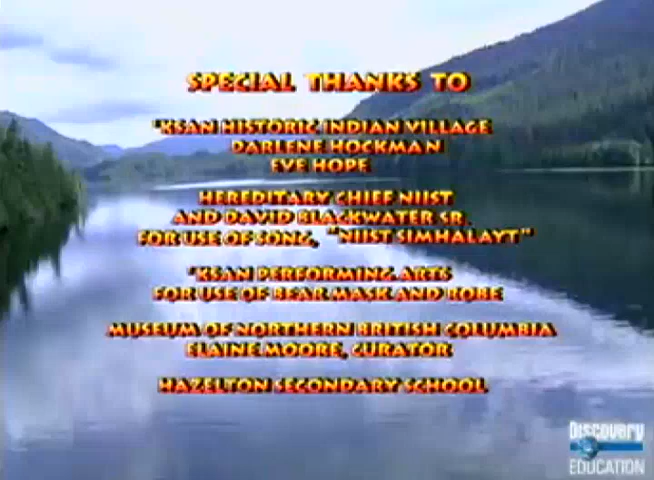 SPECIAL THANKS TO
'KSAN HISTORIC INDIAN VILLAGE
DARLENE HOCKMAN
EVE HOPE
HEREDITARY CHIEF NIIST
AND DAVID BLACKWATER SR.
FOR USE OF SONG, "NIIST SIMHALAYT"
'KSAN PERFORMING ARTS
FOR USE OF BEAR MASK AND ROBE
MUSEUM OF NORTHERN BRITISH COLUMBIA
ELAINE MOORE, CURATOR
HAZELTON SECONDARY SCHOOL
Discovery
EDUCATION